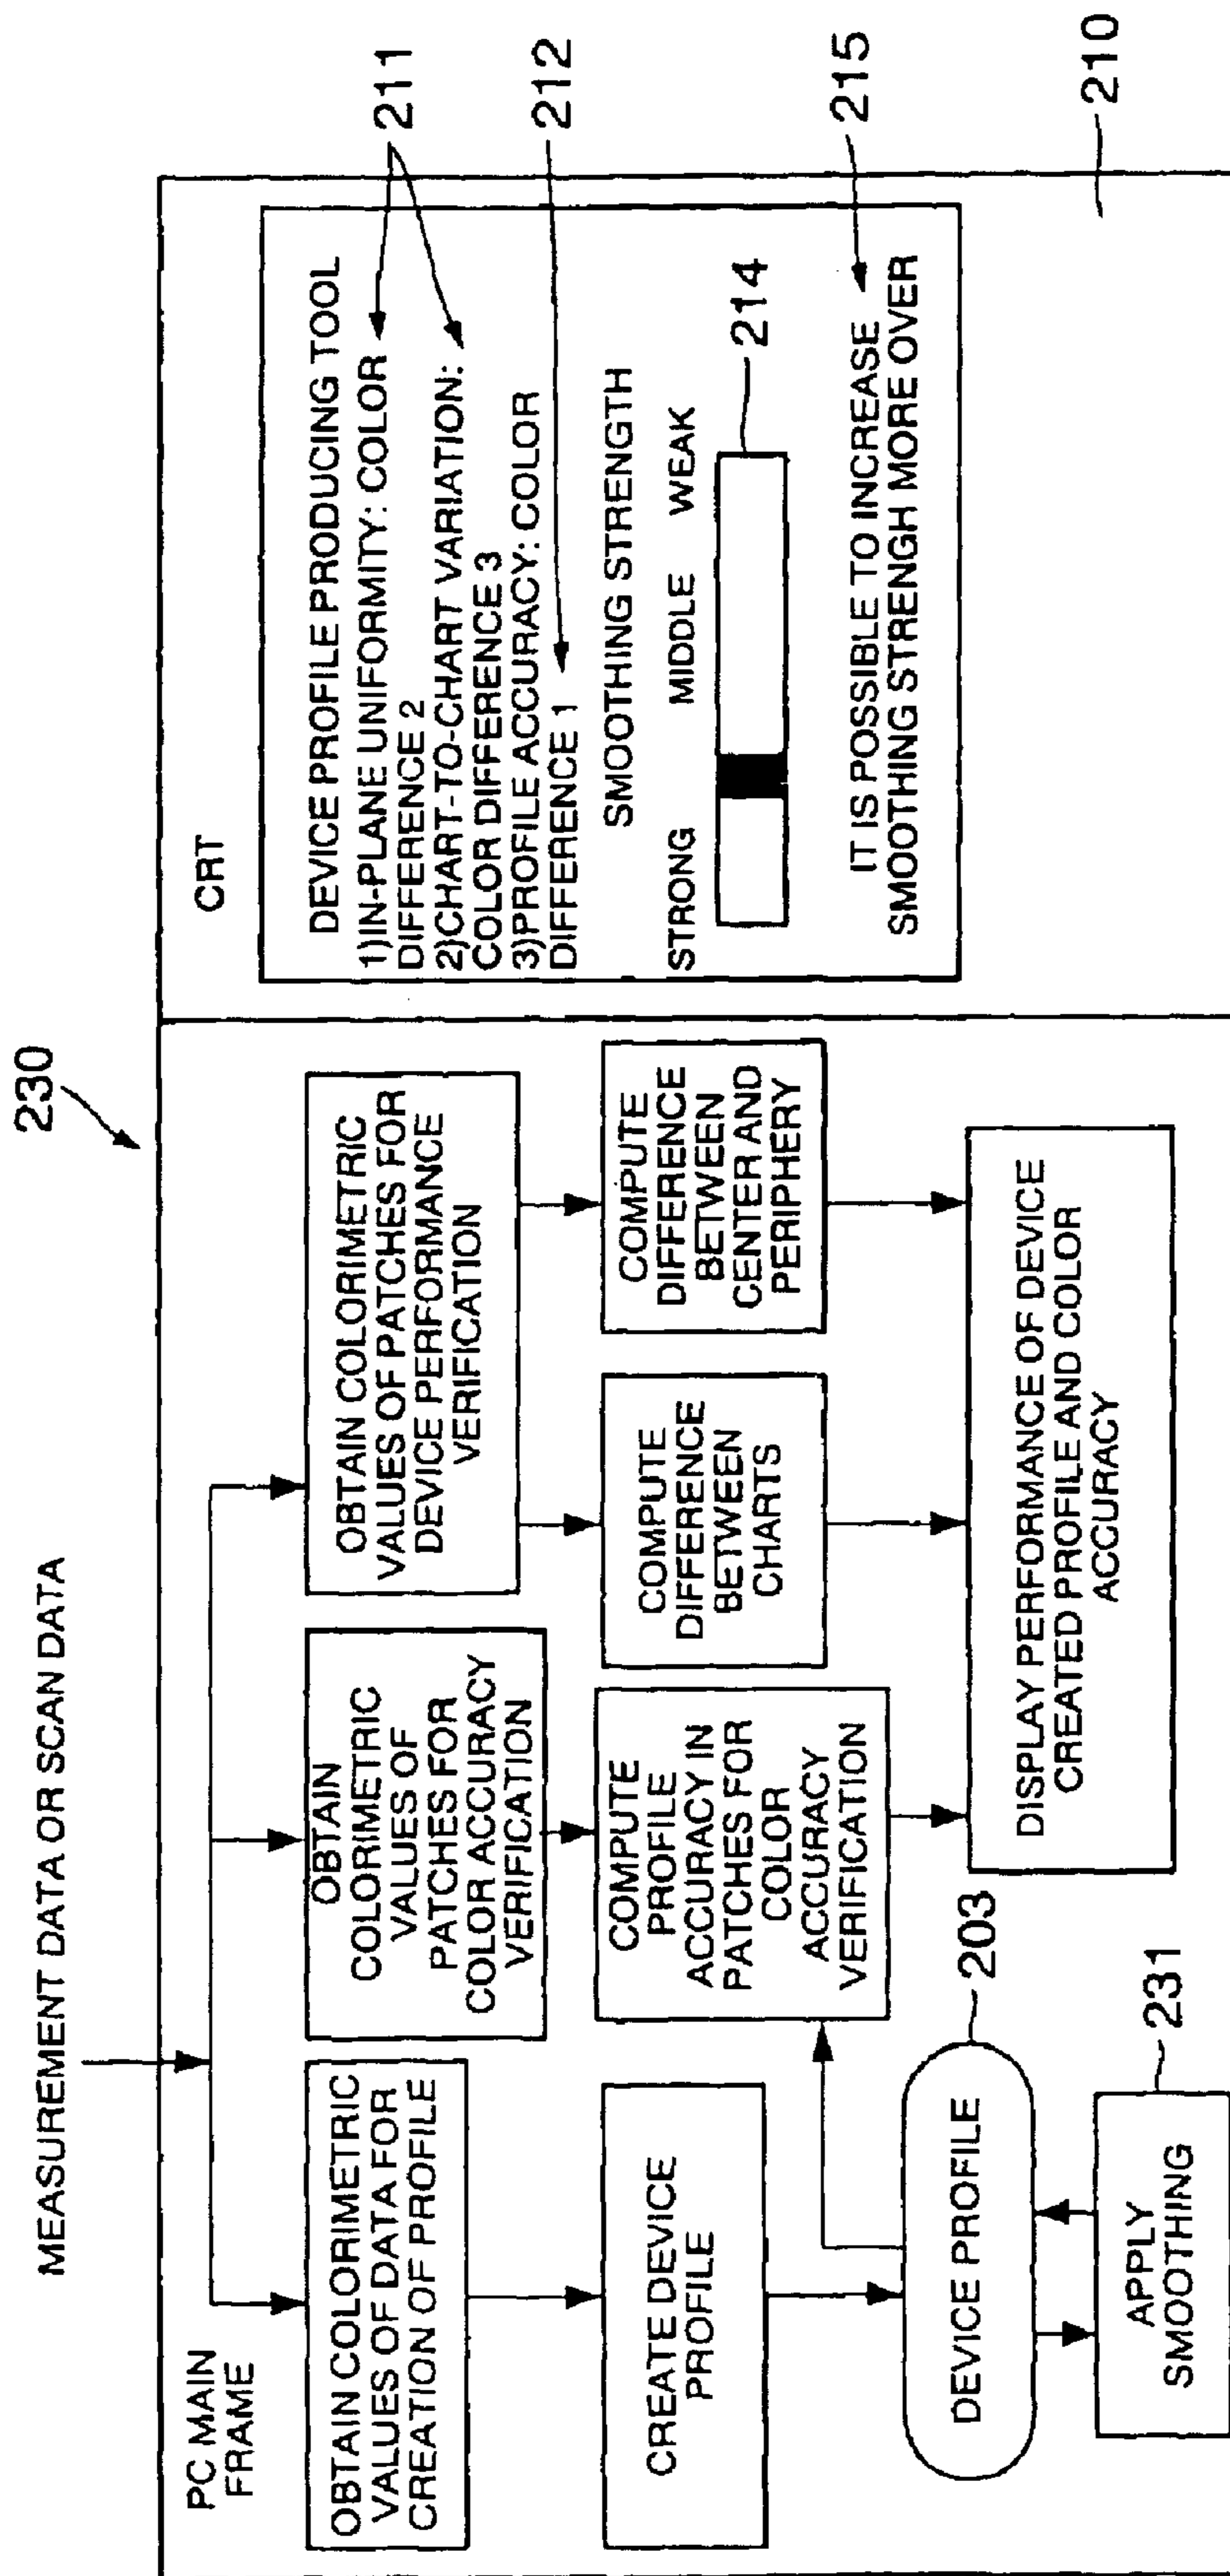 MEASUREMENT DATA OR SCAN DATA
230
PC MAIN
FRAME
OBTAIN COLORIMETRIC
VALUES OF DATA FOR
CREATION OF PROFILE
OBTAIN
COLORIMETRIC
VALUES OF
PATCHES FOR
COLOR ACCURACY
VERIFICATION
OBTAIN COLORIMETRIC
VALUES OF PATCHES FOR
DEVICE PERFORMANCE
VERIFICATION
CREATE DEVICE
PROFILE
COMPUTE
PROFILE
ACCURACY IN
PATCHES FOR
COLOR
ACCURACY
VERIFICATION
COMPUTE
DIFFERENCE
BETWEEN
CHARTS
COMPUTE
DIFFERENCE
BETWEEN
CENTER AND
PERIPHERY
DEVICE PROFILE
203
APPLY
SMOOTHING
231
DISPLAY PERFORMANCE OF DEVICE
CREATED PROFILE AND COLOR
ACCURACY
CRT
DEVICE PROFILE PRODUCING TOOL
1)IN-PLANE UNIFORMITY: COLOR
DIFFERENCE 2
2)CHART-TO-CHART VARIATION:
COLOR DIFFERENCE 3
3)PROFILE ACCURACY: COLOR
DIFFERENCE 1
SMOOTHING STRENGTH
STRONG MIDDLE WEAK
IT IS POSSIBLE TO INCREASE
SMOOTHING STRENGH MORE OVER
211
212
214
215
210